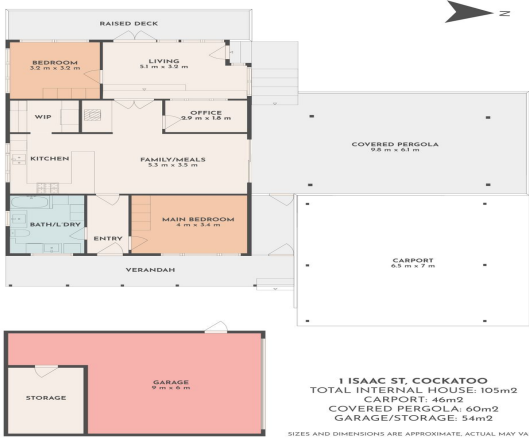 RAISED DECK
N
BEDROOM
3.2 m x 3.2 m
LIVING
5.1 m x 3.2 m
WIP
OFFICE
2.9 m x 1.8 m
COVERED PERGOLA
9.8 m x 6.1 m
KITCHEN
FAMILY/MEALS
5.3 m x 3.5 m
BATH/L'DRY
ENTRY
MAIN BEDROOM
4 m x 3.4 m
CARPORT
6.5 m x 7 m
VERANDAH
GARAGE
9 m x 6 m
STORAGE
1 ISAAC ST, COCKATOO
TOTAL INTERNAL HOUSE: 105m2
CARPORT: 46m2
COVERED PERGOLA: 60m2
GARAGE/STORAGE: 54m2
SIZES AND DIMENSIONS ARE APPROXIMATE, ACTUAL MAY VA